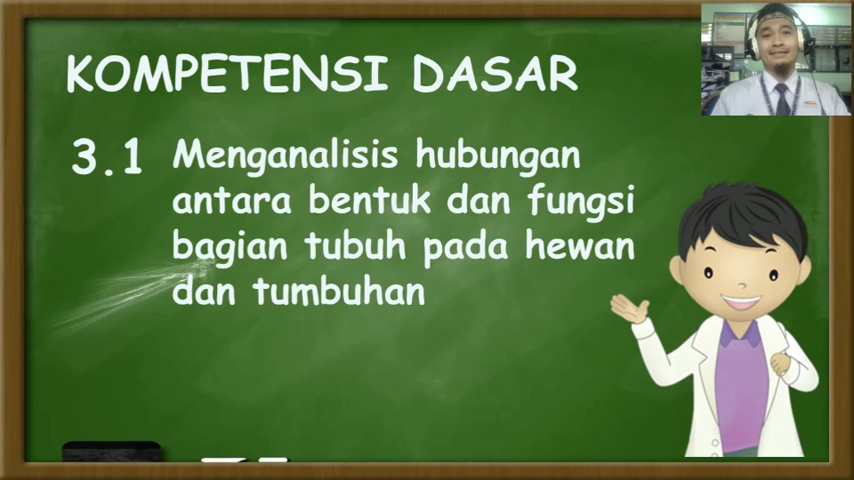 KOMPETENSI DASAR
3.1 Menganalisis hubungan
antara bentuk dan fungsi
bagian tubuh pada hewan
dan tumbuhan